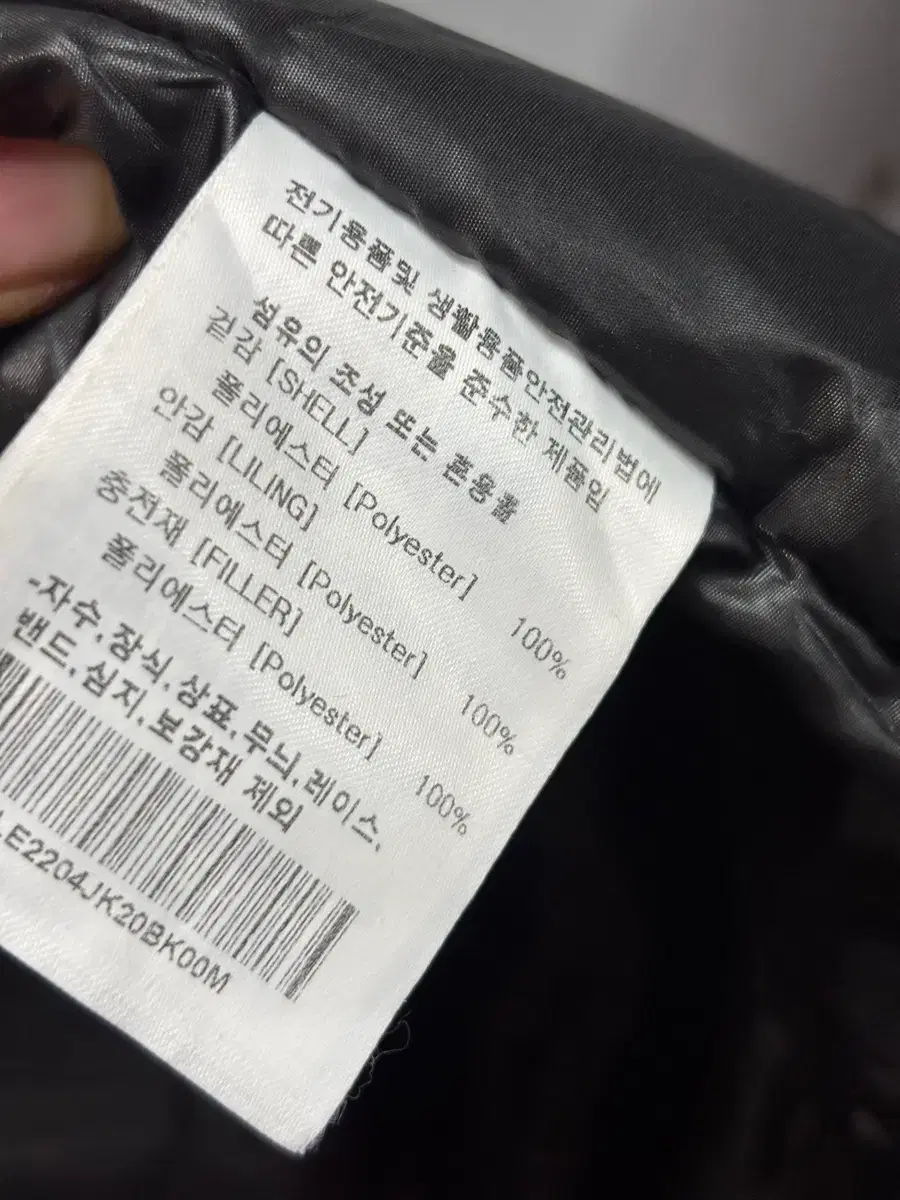 전기용품및 생활용품안전관리법에
따른 안전기준을 준수한 제품임
섬유의 조성 또는 혼용률
겉감 [SHELL]
폴리에스터 [Polyester] 100%
안감 [LILING]
폴리에스터 [Polyester] 100%
충전재 [FILLER]
폴리에스터 [Polyester] 100%
-자수,장식,상표,무늬,레이스,
밴드,심지,보강재 제외
LE2204JK20BK00M